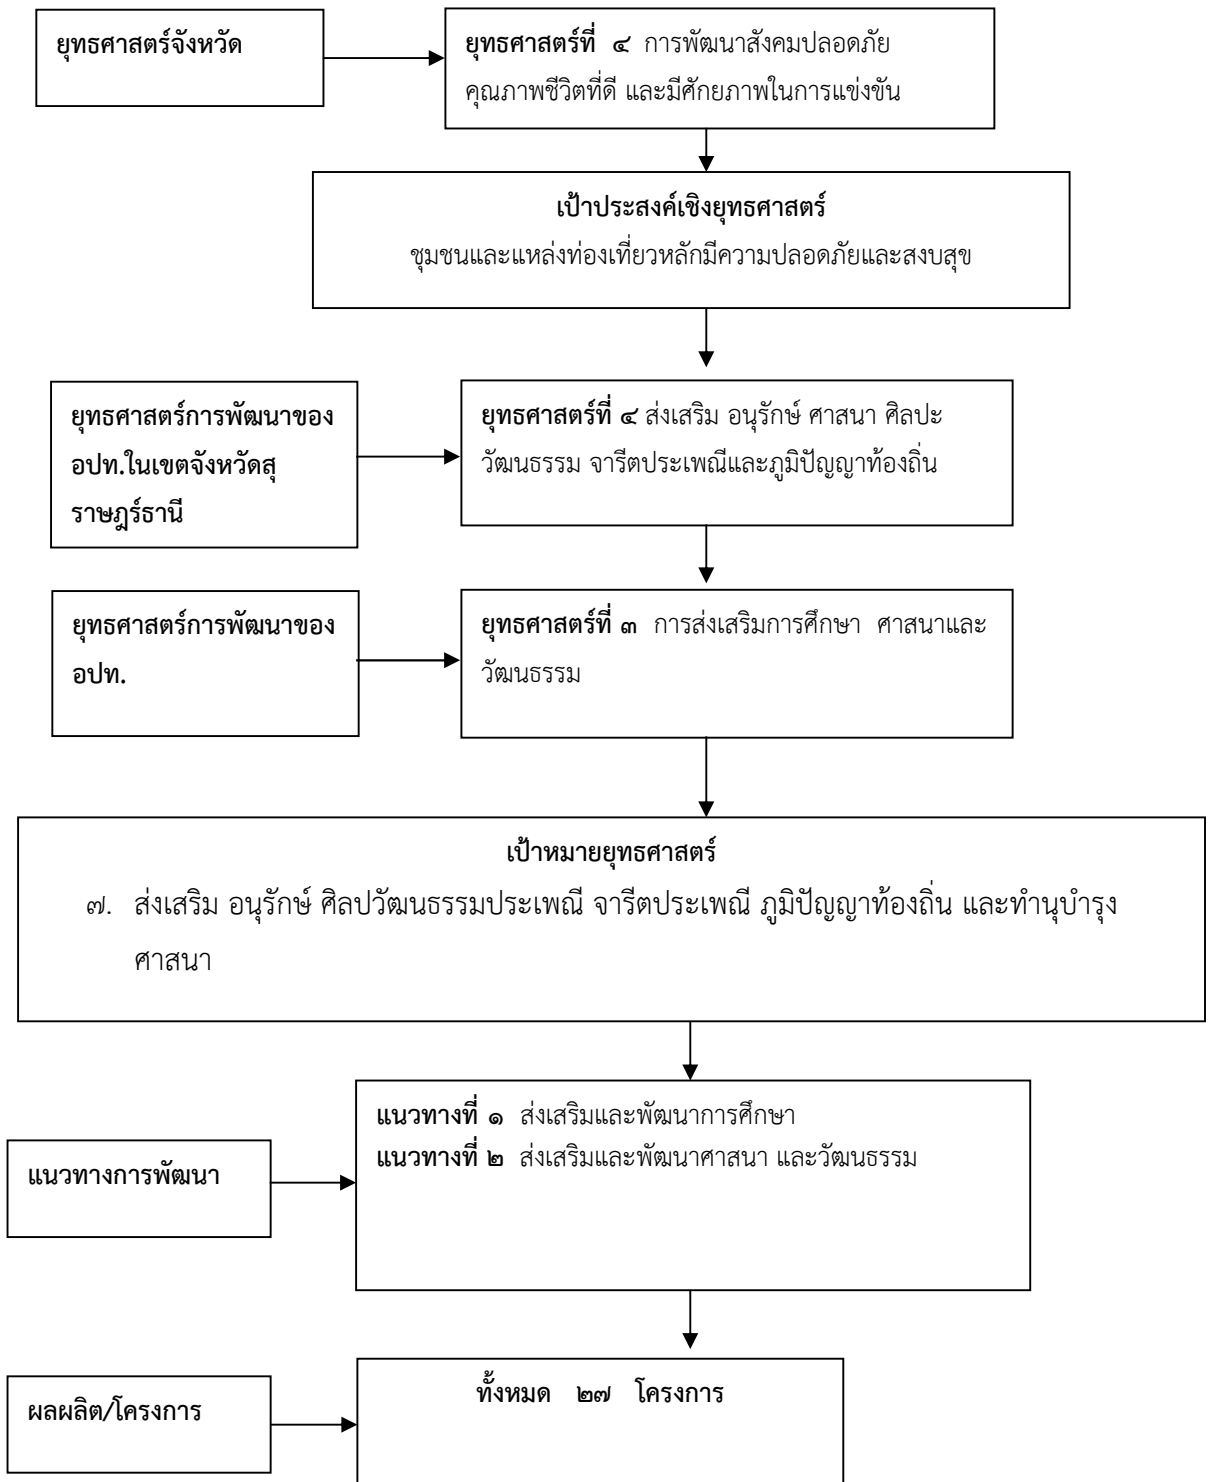 ยุทธศาสตร์จังหวัด
ยุทธศาสตร์ที่ ๔ การพัฒนาสังคมปลอดภัย
คุณภาพชีวิตที่ดี และมีศักยภาพในการแข่งขัน
เป้าประสงค์เชิงยุทธศาสตร์
ชุมชนและแหล่งท่องเที่ยวหลักมีความปลอดภัยและสงบสุข
ยุทธศาสตร์การพัฒนาของ
อปท.ในเขตจังหวัดสุ
ราษฎร์ธานี
ยุทธศาสตร์ที่ ๔ ส่งเสริม อนุรักษ์ ศาสนา ศิลปะ
วัฒนธรรม จารีตประเพณีและภูมิปัญญาท้องถิ่น
ยุทธศาสตร์การพัฒนาของ
อปท.
ยุทธศาสตร์ที่ ๓ การส่งเสริมการศึกษา ศาสนาและ
วัฒนธรรม
เป้าหมายยุทธศาสตร์
๗. ส่งเสริม อนุรักษ์ ศิลปวัฒนธรรมประเพณี จารีตประเพณี ภูมิปัญญาท้องถิ่น และทำนุบำรุง
ศาสนา
แนวทางการพัฒนา
แนวทางที่ ๑ ส่งเสริมและพัฒนาการศึกษา
แนวทางที่ ๒ ส่งเสริมและพัฒนาศาสนา และวัฒนธรรม
ผลผลิต/โครงการ
ทั้งหมด ๒๗ โครงการ